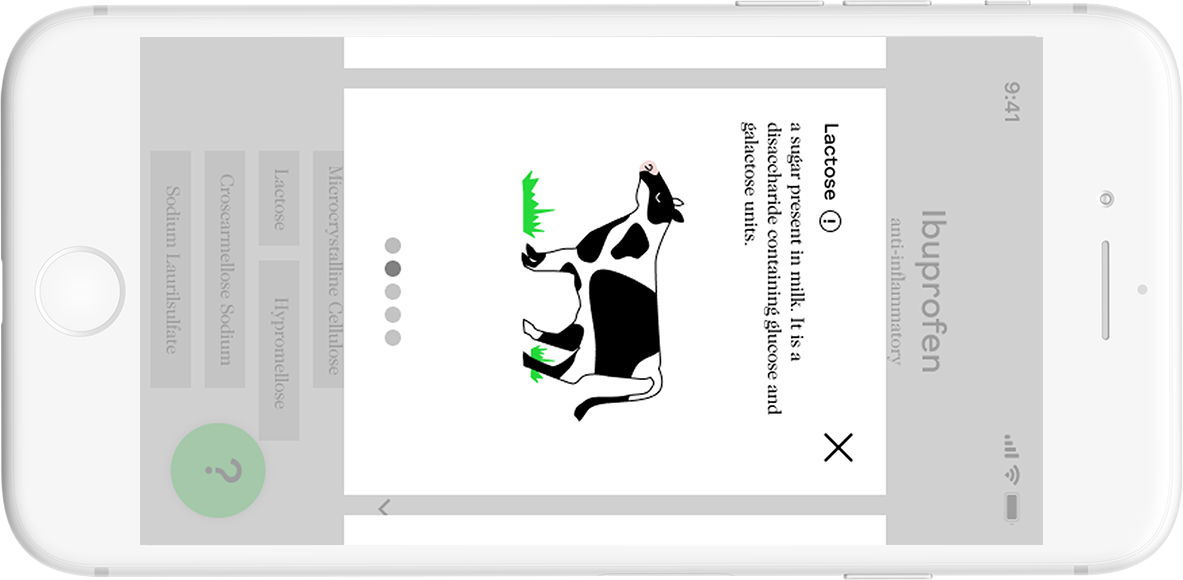 9:41
Ibuprofen
anti-inflammatory
Lactose !
a sugar present in milk. It is a
disaccharide containing glucose and
galactose units.
Microcrystalline Cellulose
Lactose
Hypromellose
Croscarmellose Sodium
Sodium Laurilsulfate
?